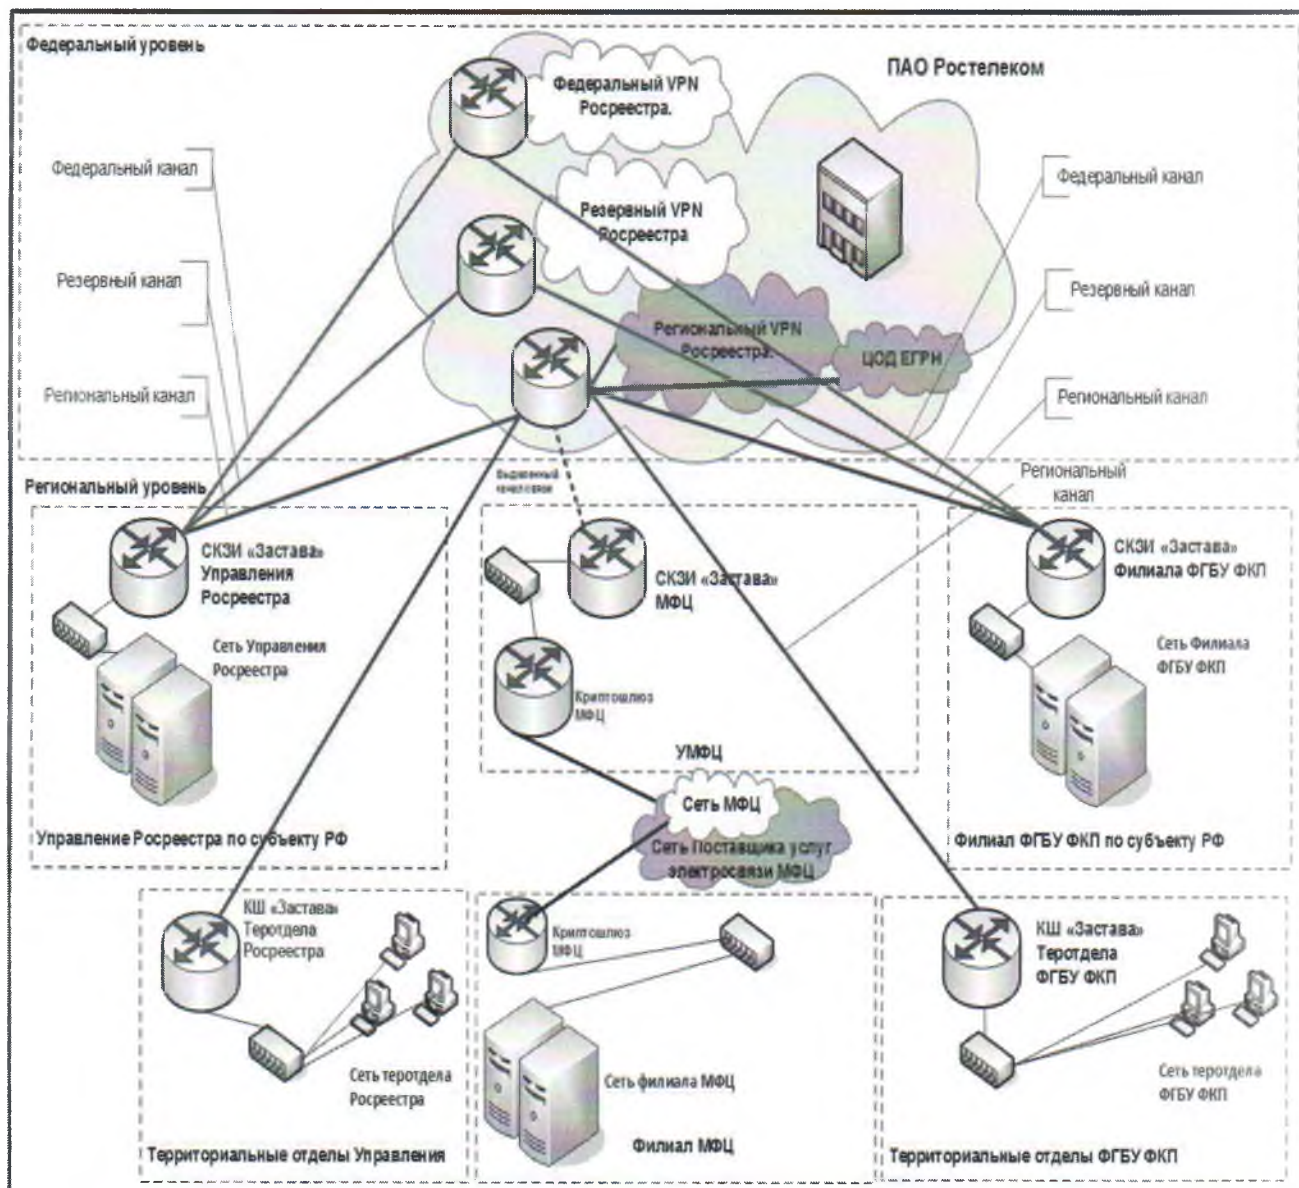 Федеральный уровень
ПАО Ростелеком
Федеральный VPN
Росреестра.
Федеральный канал
Федеральный канал
Резервный VPN
Росреестра
Резервный канал
Резервный канал
Региональный VPN
Росреестра.
ЦОД ЕГРН
Региональный канал
Региональный канал
Региональный уровень
Выделенный
канал связи
Региональный
канал
СКЗИ «Застава»
Управления
Росреестра
СКЗИ «Застава»
МФЦ
СКЗИ «Застава»
Филиала ФГБУ ФКП
Сеть Управления
Росреестра
Сеть Филиала
ФГБУ ФКП
Криптошлюз
МФЦ
УМФЦ
Управление Росреестра по субъекту РФ
Сеть МФЦ
Сеть Поставщика услуг
электросвязи МФЦ
Филиал ФГБУ ФКП по субъекту РФ
КШ «Застава»
Теротдела
Росреестра
Криптошлюз
МФЦ
КШ «Застава»
Теротдела
ФГБУ ФКП
Сеть теротдела
Росреестра
Сеть филиала МФЦ
Сеть теротдела
ФГБУ ФКП
Территориальные отделы Управления
Филиал МФЦ
Территориальные отделы ФГБУ ФКП